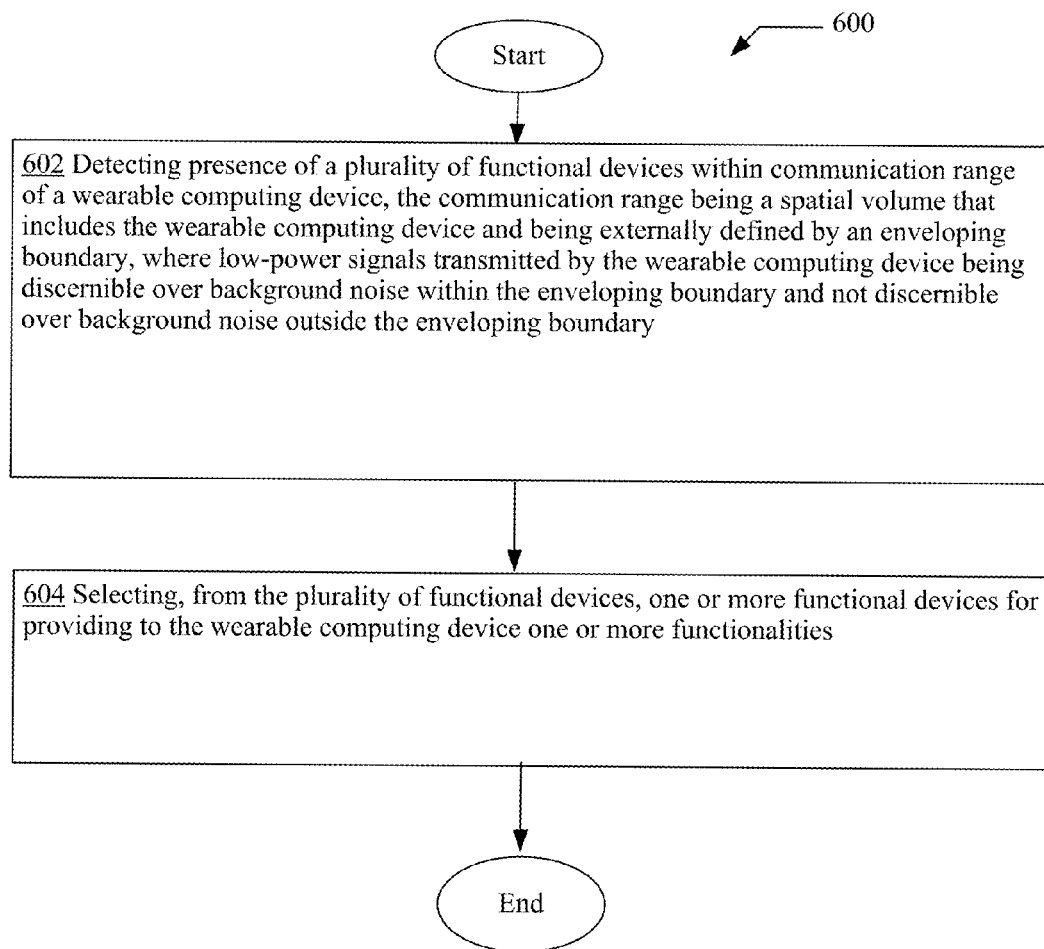 600
Start
602 Detecting presence of a plurality of functional devices within communication range
of a wearable computing device, the communication range being a spatial volume that
includes the wearable computing device and being externally defined by an enveloping
boundary, where low-power signals transmitted by the wearable computing device being
discernible over background noise within the enveloping boundary and not discernible
over background noise outside the enveloping boundary
604 Selecting, from the plurality of functional devices, one or more functional devices for
providing to the wearable computing device one or more functionalities
End